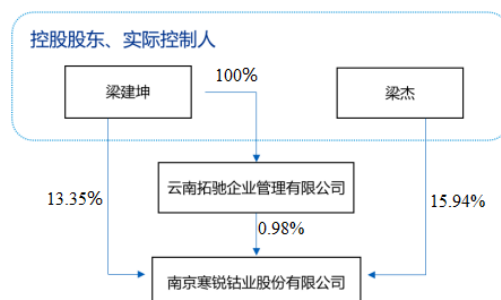 控股股东、实际控制人
100%
梁建坤
梁杰
云南拓驰企业管理有限公司
13.35%
15.94%
0.98%
南京寒锐钴业股份有限公司